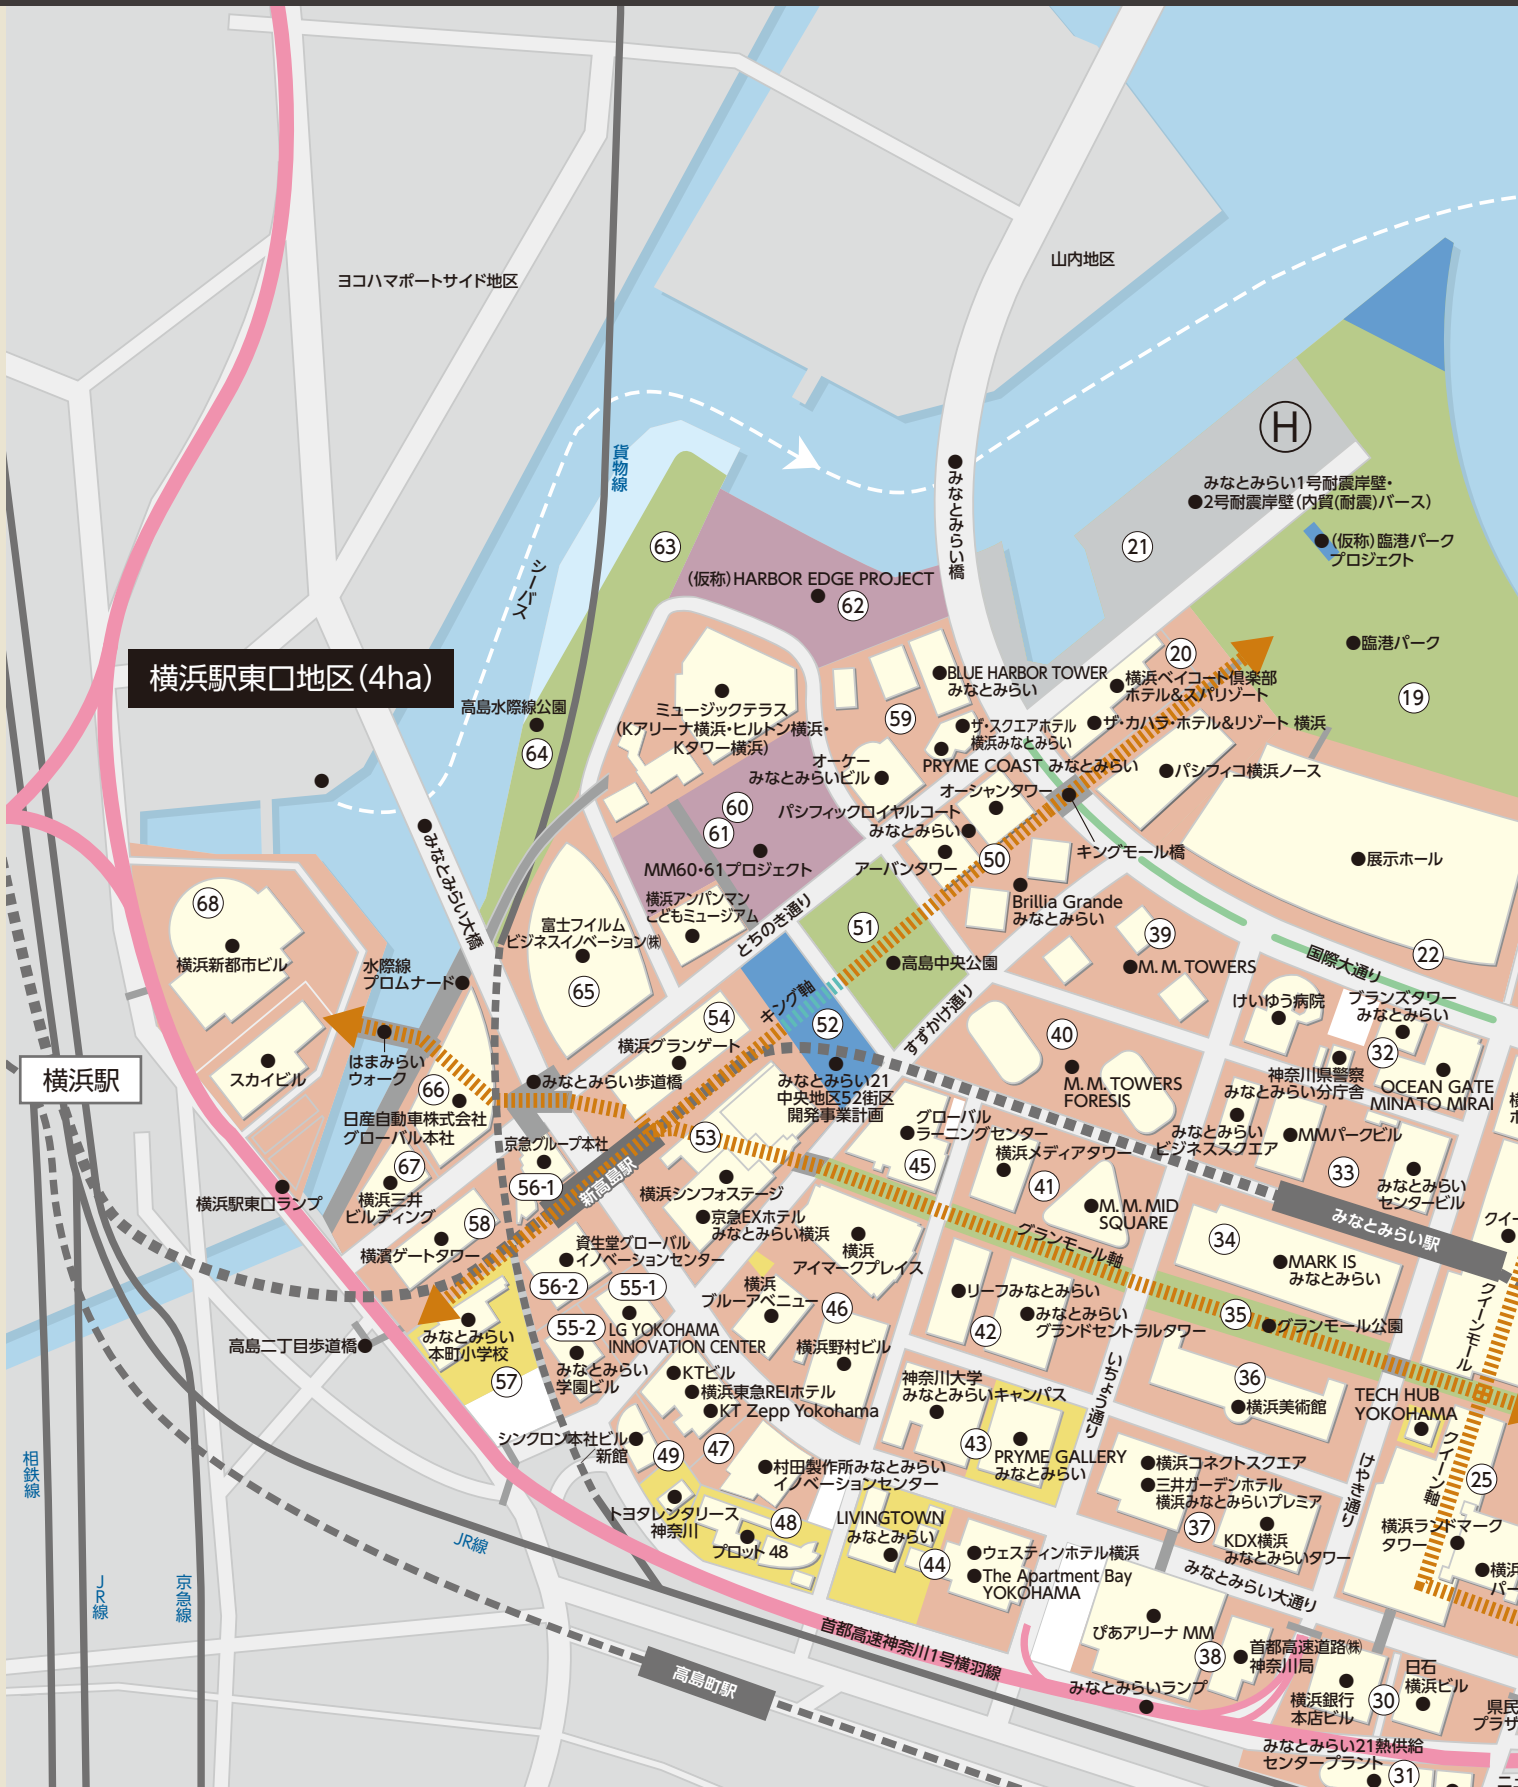 ヨコハマポートサイド地区
山内地区
貨物線
シーバス
みなとみらい橋
H
みなとみらい1号耐震岸壁・
2号耐震岸壁(内貿(耐震)バース)
21
(仮称)臨港パーク
プロジェクト
63
(仮称)HARBOR EDGE PROJECT
62
臨港パーク
19
20
横浜駅東口地区(4ha)
高島水際線公園
64
ミュージックテラス
(Kアリーナ横浜・ヒルトン横浜・
Kタワー横浜)
BLUE HARBOR TOWER
みなとみらい
横浜ベイコート倶楽部
ホテル&スパリゾート
59
ザ・スクエアホテル
横浜みなとみらい
ザ・カハラ・ホテル&リゾート 横浜
PRYME COAST みなとみらい
パシフィコ横浜ノース
オーケー
みなとみらいビル
オーシャンタワー
60
61
パシフィックロイヤルコート
みなとみらい
アーバンタワー
50
キングモール橋
展示ホール
MM60・61プロジェクト
みなとみらい大橋
横浜アンパンマン
こどもミュージアム
とちのき通り
Brillia Grande
みなとみらい
68
横浜新都市ビル
富士フイルム
ビジネスイノベーション㈱
65
51
高島中央公園
39
M.M.TOWERS
国際大通り
22
水際線
プロムナード
キング軸
52
54
横浜グランゲート
すずかけ通り
けいゆう病院
ブランズタワー
みなとみらい
32
横浜駅
スカイビル
はまみらい
ウォーク
66
日産自動車株式会社
グローバル本社
みなとみらい歩道橋
みなとみらい21
中央地区52街区
開発事業計画
40
M.M.TOWERS
FORESIS
神奈川県警察
みなとみらい分庁舎
OCEAN GATE
MINATO MIRAI
京急グループ本社
53
グローバル
ラーニングセンター
45
横浜メディアタワー
みなとみらい
ビジネススクエア
MMパークビル
33
みなとみらい
センタービル
67
横浜三井
ビルディング
横浜駅東口ランプ
56-1
新高島駅
横浜シンフォステージ
京急EXホテル
みなとみらい横浜
41
M.M.MID
SQUARE
みなとみらい駅
58
横濱ゲートタワー
資生堂グローバル
イノベーションセンター
横浜
アイマークプレイス
グランモール軸
34
MARK IS
みなとみらい
56-2
55-1
横浜
ブルーアベニュー
46
リーフみなとみらい
みなとみらい
グランドセントラルタワー
42
35
グランモール公園
クイーンモール
みなとみらい
本町小学校
高島二丁目歩道橋
55-2
LG YOKOHAMA
INNOVATION CENTER
横浜野村ビル
57
みなとみらい
学園ビル
KTビル
横浜東急REIホテル
KT Zepp Yokohama
神奈川大学
みなとみらいキャンパス
いちょう通り
36
横浜美術館
TECH HUB
YOKOHAMA
シンクロン本社ビル
新館
49
47
村田製作所みなとみらい
イノベーションセンター
43
PRYME GALLERY
みなとみらい
横浜コネクトスクエア
三井ガーデンホテル
横浜みなとみらいプレミア
けやき通り
クイーン軸
25
相鉄線
トヨタレンタリース
神奈川
48
プロット48
LIVINGTOWN
みなとみらい
44
37
KDX横浜
みなとみらいタワー
横浜ランドマーク
タワー
JR線
JR線
京急線
ウェスティンホテル横浜
The Apartment Bay
YOKOHAMA
みなとみらい大通り
首都高速神奈川1号横羽線
ぴあアリーナMM
38
首都高速道路㈱
神奈川局
高島町駅
みなとみらいランプ
横浜銀行
本店ビル
30
日石
横浜ビル
県民
プラザ
みなとみらい21熱供給
センタープラント
31